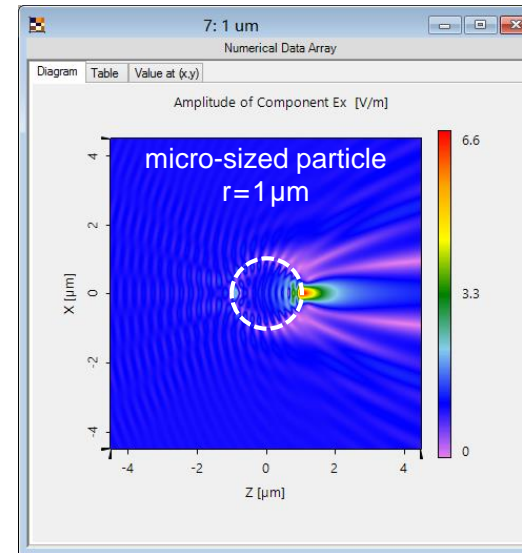 7: 1 um
Numerical Data Array
Diagram
Table
Value at (x,y)
Amplitude of Component Ex [V/m]
micro-sized particle
r=1µm
6.6
3.3
0
4
2
0
-2
-4
X [µm]
-4
-2
0
2
4
Z [µm]